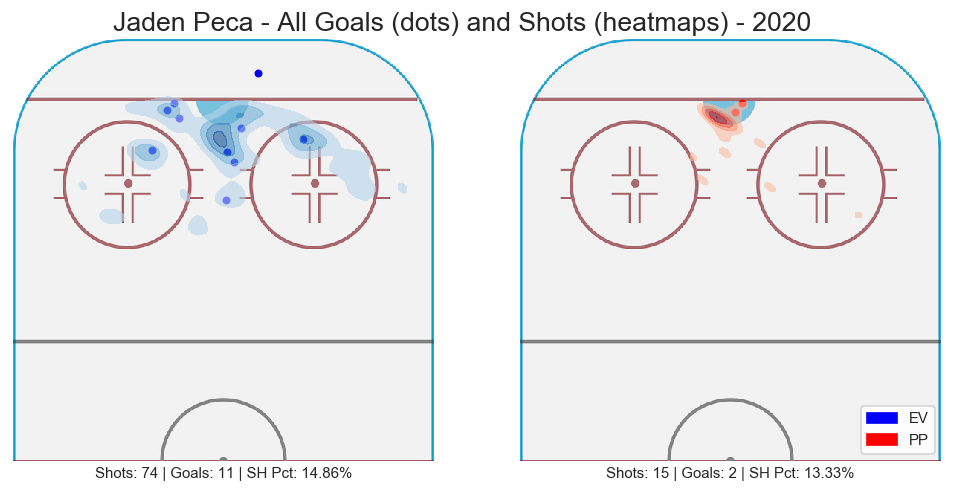 Jaden Peca - All Goals (dots) and Shots (heatmaps) - 2020
EV
PP
Shots: 74 | Goals: 11 | SH Pct: 14.86%
Shots: 15 | Goals: 2 | SH Pct: 13.33%